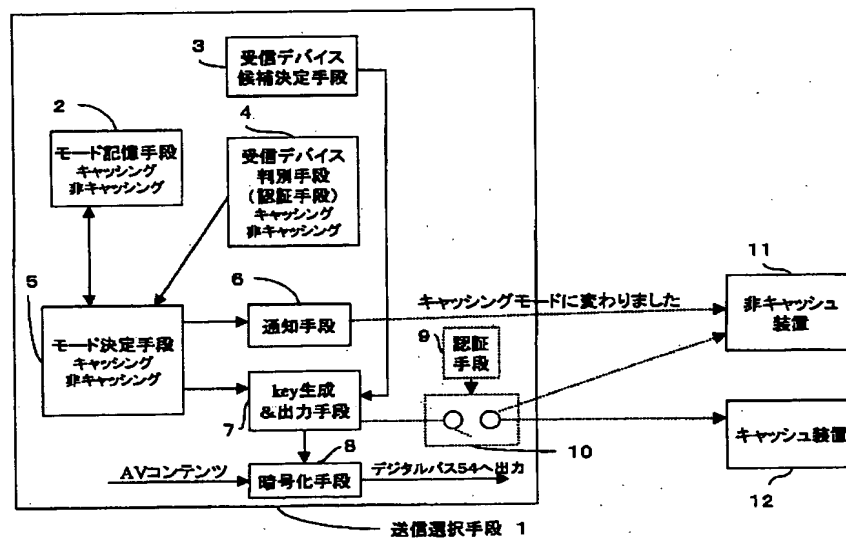 3
受信デバイス
候補決定手段
2
モード記憶手段
キャッシング
非キャッシング
4
受信デバイス
判別手段
(認証手段)
キャッシング
非キャッシング
5
モード決定手段
キャッシング
非キャッシング
6
通知手段
キャッシングモードに変わりました
11
非キャッシュ
装置
9
認証
手段
key生成
&出力手段
7
10
キャッシュ装置
12
8
AVコンテンツ
暗号化手段
デジタルバス54へ出力
送信選択手段 1